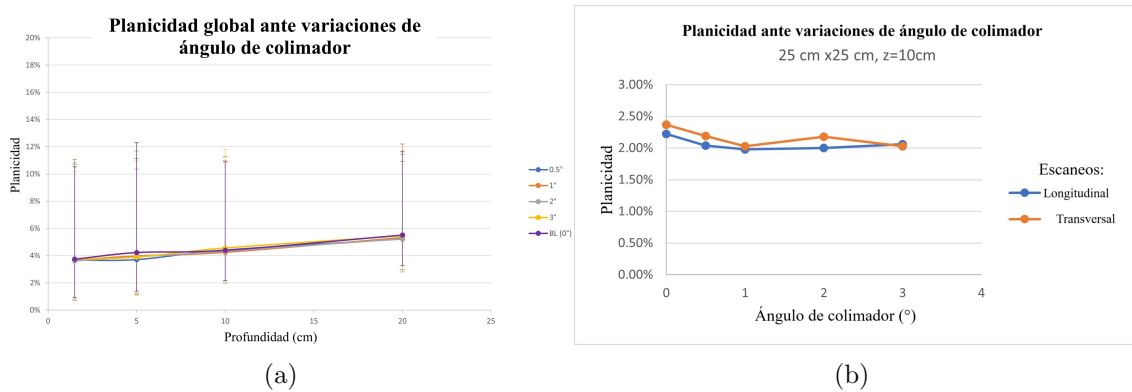 Planicidad global ante variaciones de
ángulo de colimador
20%
18%
16%
14%
12%
10%
8%
6%
4%
2%
0%
Planicidad
0
5
10
15
20
25
Profundidad (cm)
0.5°
1°
2°
3°
BL (0°)
(a)
Planicidad ante variaciones de ángulo de colimador
25 cm x25 cm, z=10cm
3.00%
2.50%
2.00%
1.50%
1.00%
0.50%
0.00%
Planicidad
0
1
2
3
4
Ángulo de colimador (°)
Escaneos:
Longitudinal
Transversal
(b)